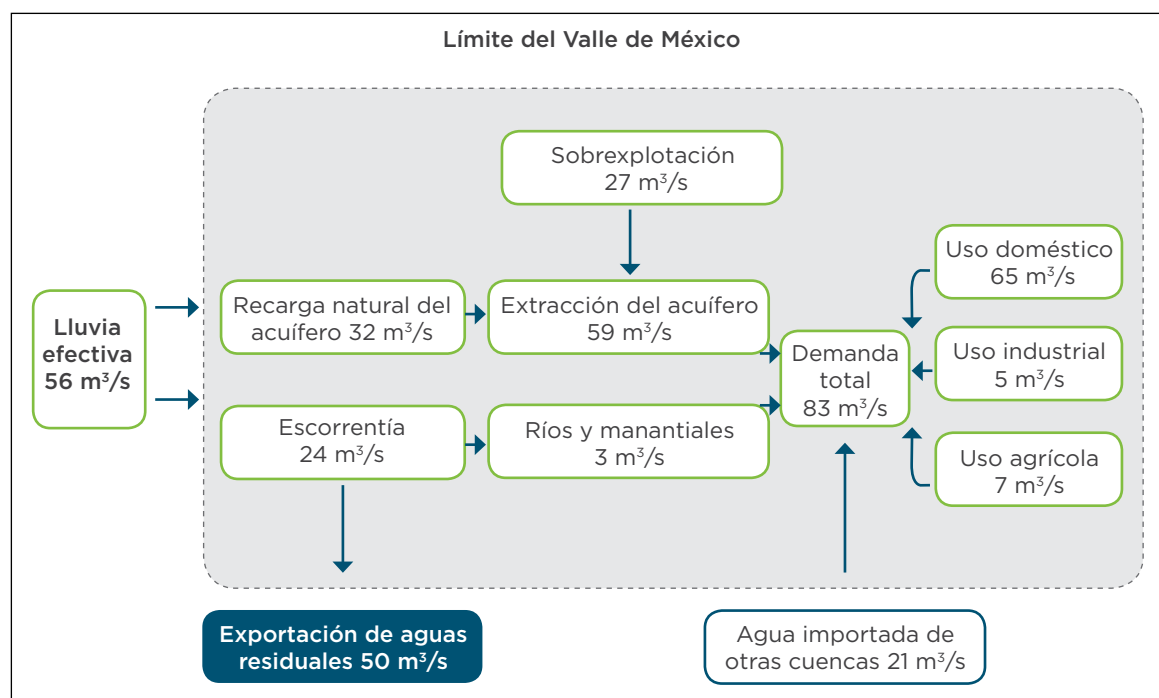 Límite del Valle de México
Sobrexplotación
27 m³/s
Uso doméstico
65 m³/s
Lluvia
efectiva
56 m³/s
Recarga natural del
acuífero 32 m³/s
Extracción del acuífero
59 m³/s
Demanda
total
83 m³/s
Uso industrial
5 m³/s
Escorrentía
24 m³/s
Ríos y manantiales
3 m³/s
Uso agrícola
7 m³/s
Exportación de aguas
residuales 50 m³/s
Agua importada de
otras cuencas 21 m³/s